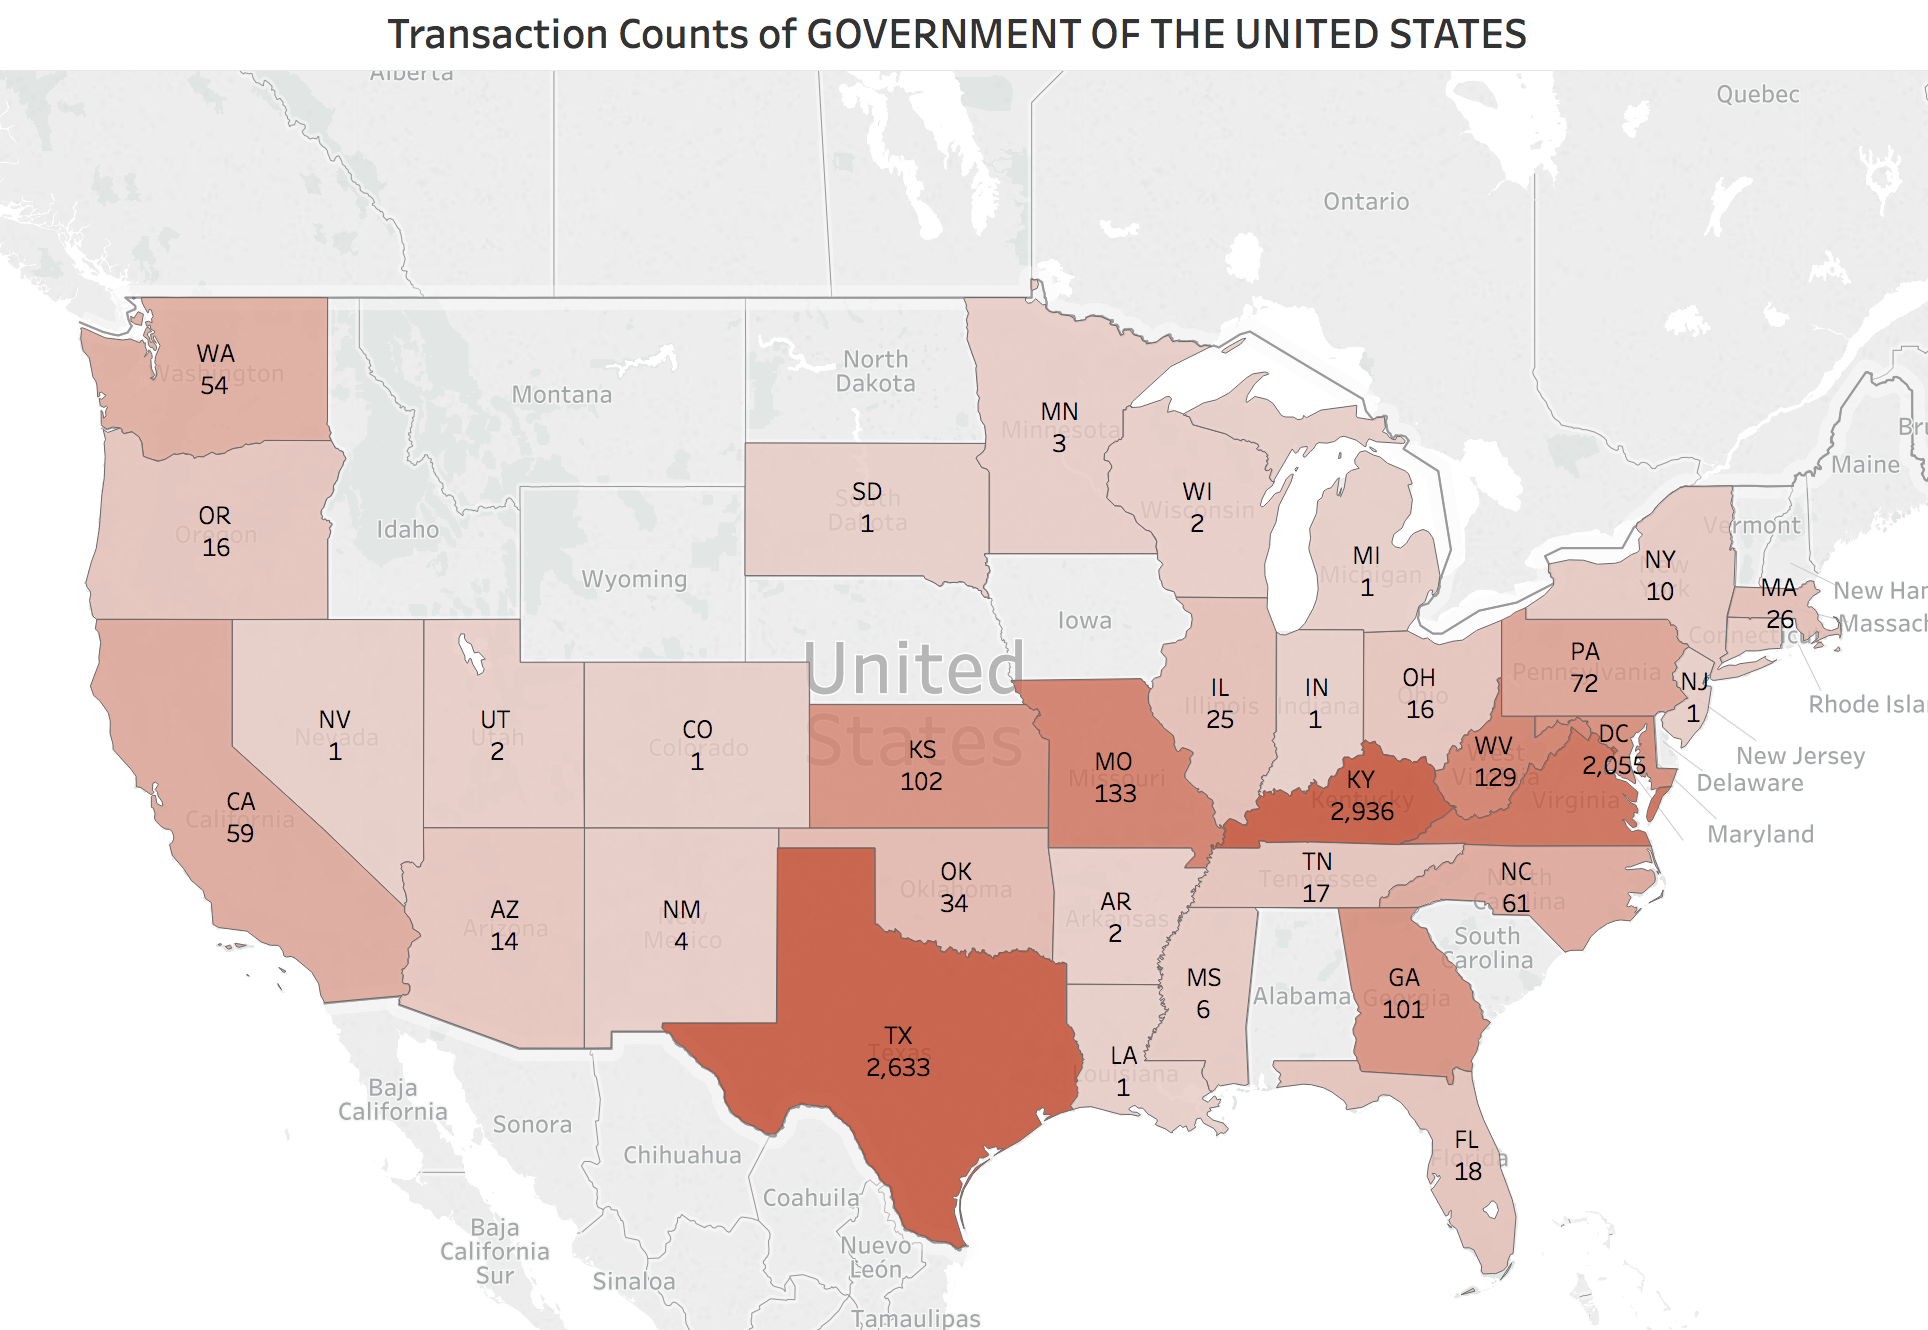 Transaction Counts of GOVERNMENT OF THE UNITED STATES
Alberta
Quebec
Ontario
WA
Washington
54
Montana
North
Dakota
MN
Minnesota
3
Maine
OR
Oregon
16
Idaho
SD
South
Dakota
1
WI
Wisconsin
2
MI
Michigan
1
Vermont
NY
New
10
Wyoming
Iowa
MA
26
New Har
Massach
Connecticu
United
States
PA
Pennsylvania
72
NJ
1
Rhode Islan
NV
Nevada
1
UT
Utah
2
CO
Colorado
1
KS
102
MO
Missouri
133
IL
Illinois
25
IN
Indiana
1
OH
Ohio
16
WV
West
Virginia
129
DC
2,055
New Jersey
Delaware
Maryland
Virginia
CA
California
59
KY
Kentucky
2,936
AZ
Arizona
14
NM
New
Mexico
4
OK
Oklahoma
34
AR
Arkansas
2
TN
Tennessee
17
NC
North
Carolina
61
South
Carolina
TX
Texas
2,633
LA
Louisiana
1
MS
6
Alabama
GA
Georgia
101
FL
Florida
18
Baja
California
Sonora
Chihuahua
Coahuila
Baja
California
Sur
Sinaloa
Nuevo
León
Tamaulipas